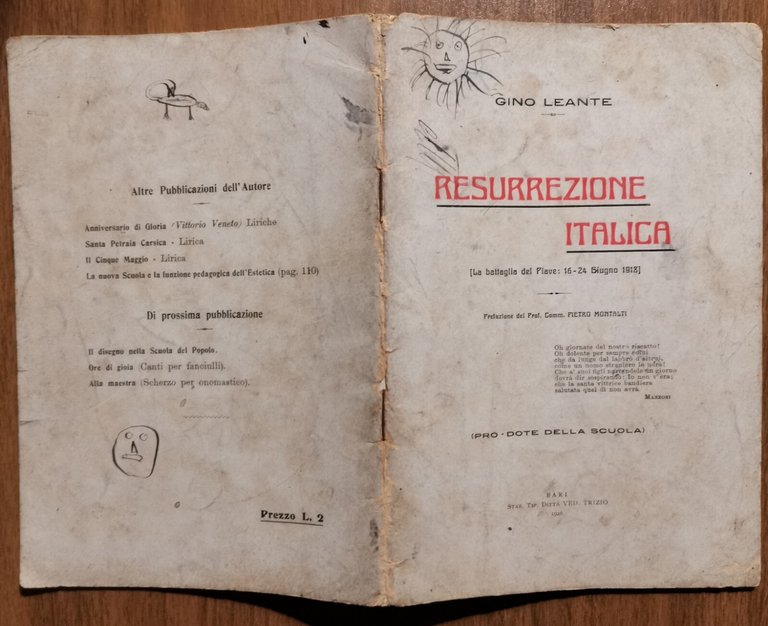 Altre Pubblicazioni dell'Autore
Anniversario di Gloria (Vittorio Veneto) Liriche
Santa Petraia Carsica - Lirica
Il Cinque Maggio - Lirica
La nuova Scuola e la funzione pedagogica dell'Estetica (pag. 110)
Di prossima pubblicazione
Il disegno nella Scuola del Popolo.
Ore di gioia (Canti per fanciulli).
Alla maestra (Scherzo per onomastico).
Prezzo L. 2
GINO LEANTE
RESURREZIONE
ITALICA
[La battaglia del Piave: 16-24 Giugno 1918]
Prefazione del Prof. Comm. PIETRO MONTALTI
Oh giornate del nostro riscatto!
Oh dolente per sempre colui
che da lunge dal labbro d'altrui,
come un uomo straniero le udrà!
Che a' suoi figli narrandole un giorno
dovrà dir sospirando: Io non v'era;
che la santa vittrice bandiera
salutata quel dì non avrà.
MANZONI
(PRO-DOTE DELLA SCUOLA)
BARI
STAB. TIP. DITTA VED. TRIZIO